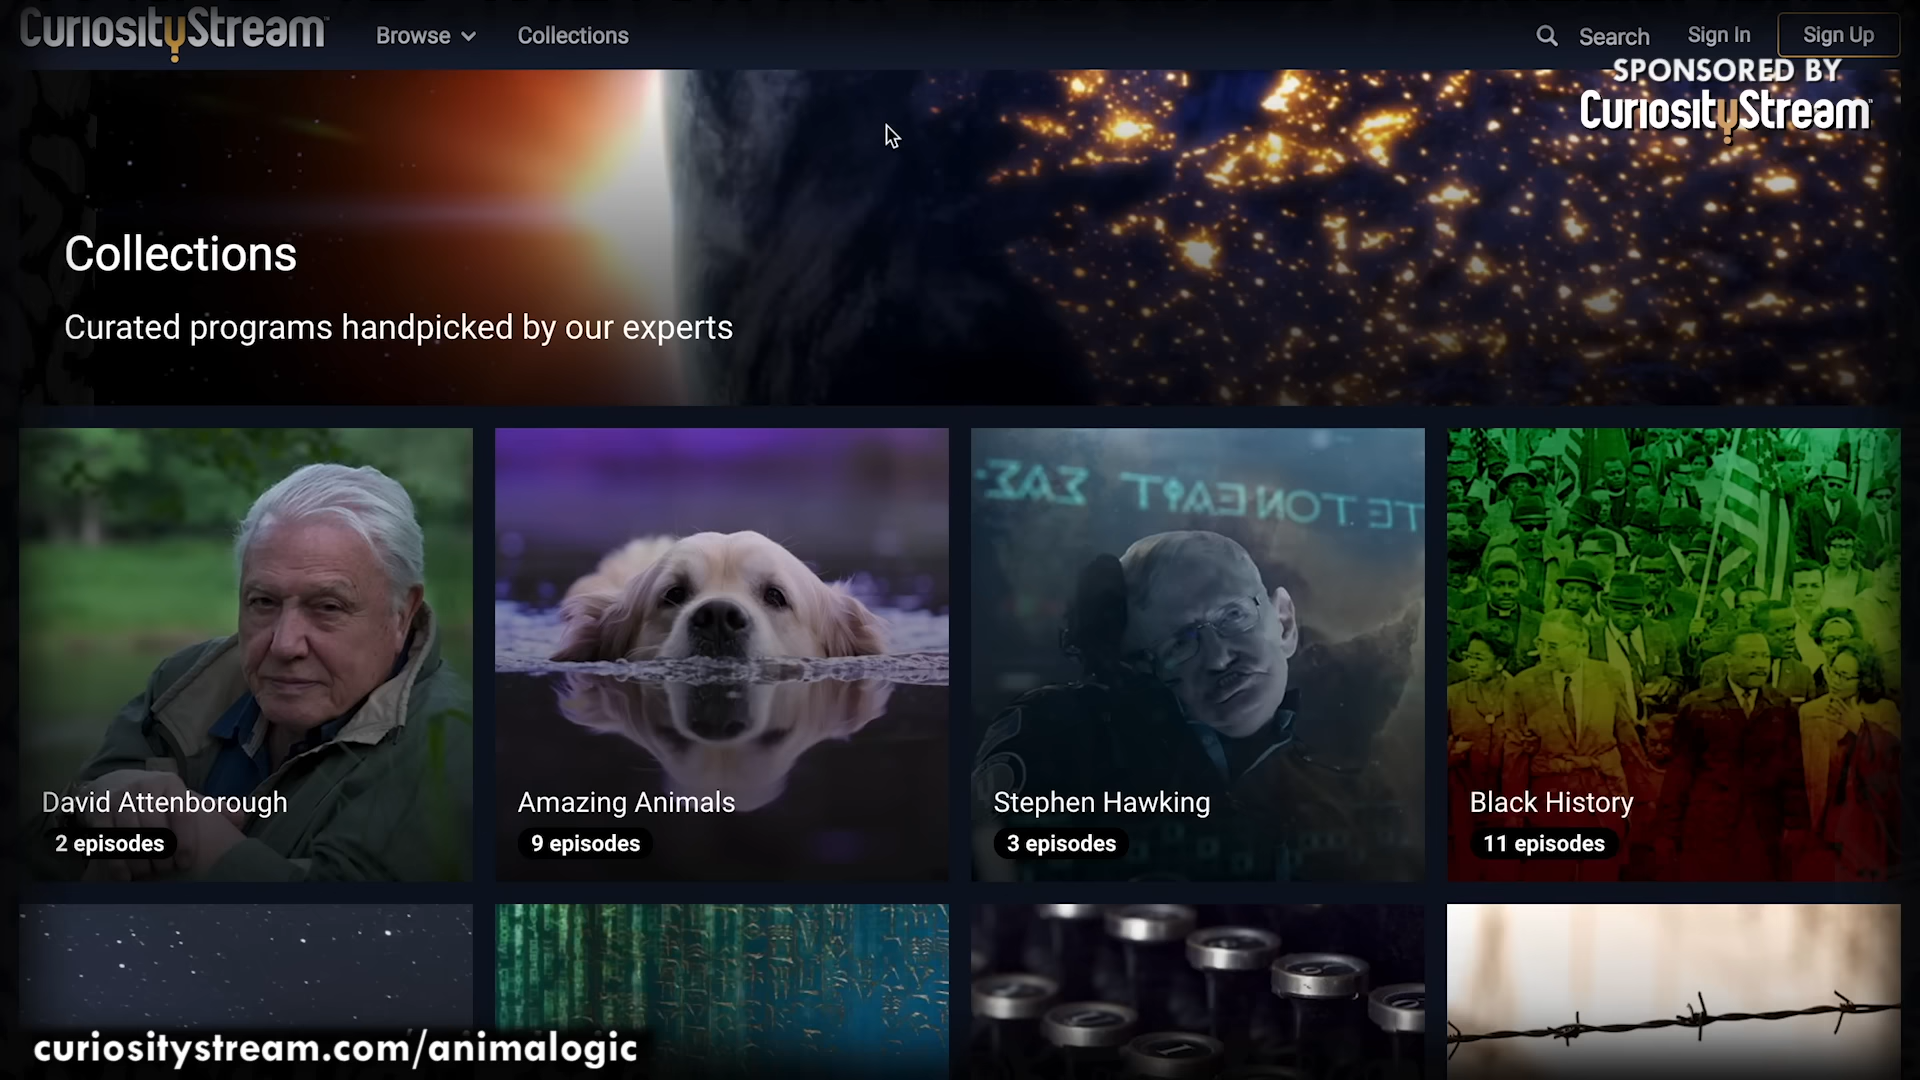 CuriosityStream
Browse
Collections
Search
Sign In
Sign Up
SPONSORED BY
CuriosityStream
Collections
Curated programs handpicked by our experts
David Attenborough
2 episodes
Amazing Animals
9 episodes
Stephen Hawking
3 episodes
Black History
11 episodes
curiositystream.com/animalogic